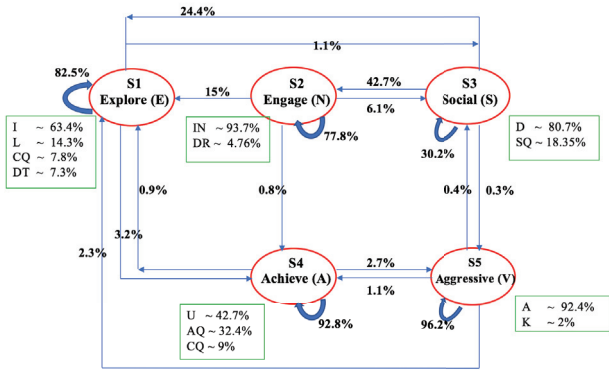 24.4%
1.1%
82.5%
S1
Explore (E)
15%
S2
Engage (N)
42.7%
6.1%
S3
Social (S)
77.8%
30.2%
I ~ 63.4%
L ~ 14.3%
CQ ~ 7.8%
DT ~ 7.3%
IN ~ 93.7%
DR ~ 4.76%
D ~ 80.7%
SQ ~ 18.35%
0.9%
0.8%
0.4%
0.3%
3.2%
2.3%
S4
Achieve (A)
2.7%
1.1%
S5
Aggressive (V)
92.8%
96.2%
U ~ 42.7%
AQ ~ 32.4%
CQ ~ 9%
A ~ 92.4%
K ~ 2%